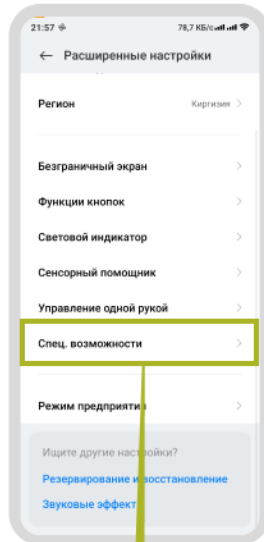 21:57 78,7 КБ/с
← Расширенные настройки
Регион Киргизия >
Безграничный экран >
Функции кнопок >
Световой индикатор >
Сенсорный помощник >
Управление одной рукой >
Спец. возможности >
Режим предприятия >
Ищите другие настройки?
Резервирование и восстановление
Звуковые эффекты